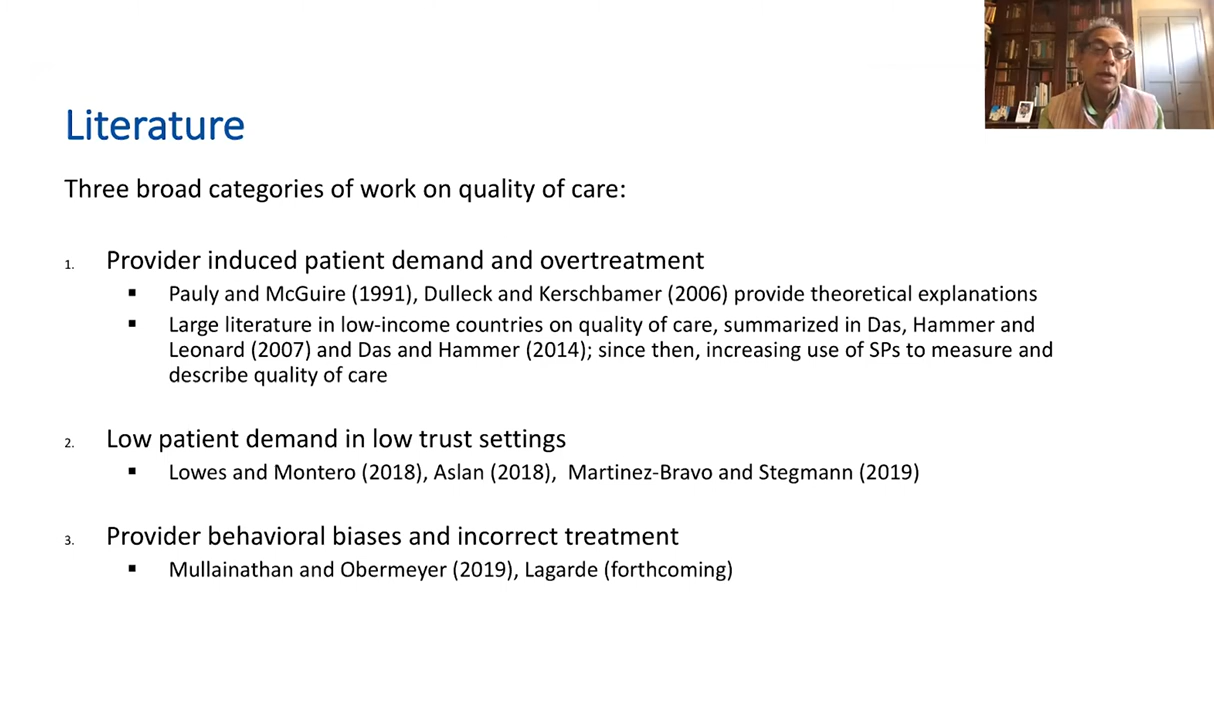 Literature
Three broad categories of work on quality of care:
1. Provider induced patient demand and overtreatment
▪ Pauly and McGuire (1991), Dulleck and Kerschbamer (2006) provide theoretical explanations
▪ Large literature in low-income countries on quality of care, summarized in Das, Hammer and
Leonard (2007) and Das and Hammer (2014); since then, increasing use of SPs to measure and
describe quality of care
2. Low patient demand in low trust settings
▪ Lowes and Montero (2018), Aslan (2018), Martinez-Bravo and Stegmann (2019)
3. Provider behavioral biases and incorrect treatment
▪ Mullainathan and Obermeyer (2019), Lagarde (forthcoming)